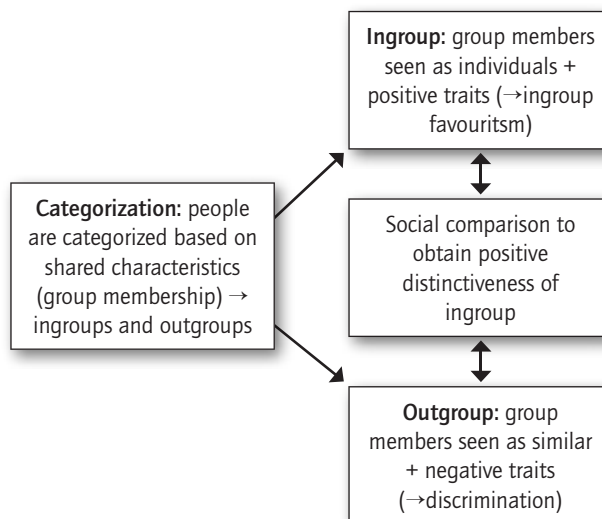 Ingroup: group members
seen as individuals +
positive traits (→ingroup
favouritsm)
Categorization: people
are categorized based on
shared characteristics
(group membership) →
ingroups and outgroups
Social comparison to
obtain positive
distinctiveness of
ingroup
Outgroup: group
members seen as similar
+ negative traits
(→discrimination)